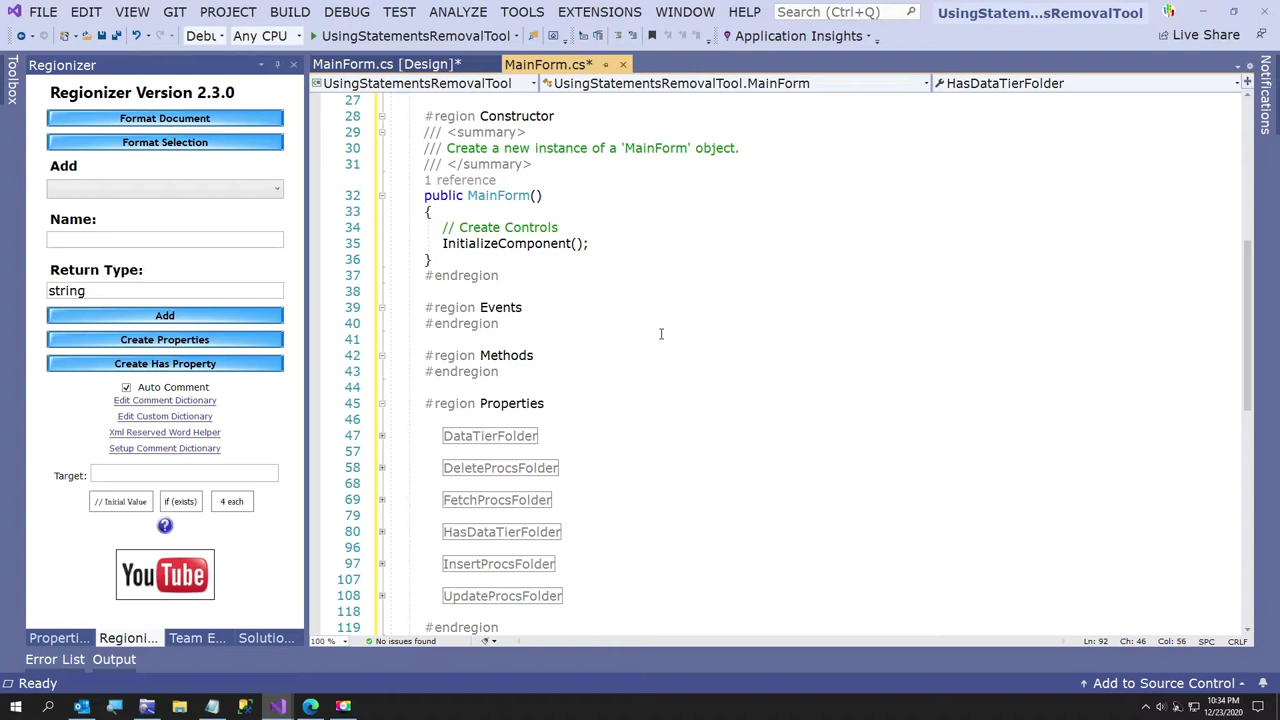 FILE EDIT VIEW GIT PROJECT BUILD DEBUG TEST ANALYZE TOOLS EXTENSIONS WINDOW HELP Search (Ctrl+Q) UsingStatem...sRemovalTool
Debu Any CPU UsingStatementsRemovalTool Application Insights Live Share
Toolbox
Regionizer
Regionizer Version 2.3.0
Format Document
Format Selection
Add
Name:
Return Type:
string
Add
Create Properties
Create Has Property
Auto Comment
Edit Comment Dictionary
Edit Custom Dictionary
Xml Reserved Word Helper
Setup Comment Dictionary
Target:
// Initial Value if (exists) 4 each
?
YouTube
Properti... Regioni... Team E... Solutio...
MainForm.cs [Design]* MainForm.cs*
UsingStatementsRemovalTool UsingStatementsRemovalTool.MainForm HasDataTierFolder
27
28 #region Constructor
29 /// <summary>
30 /// Create a new instance of a 'MainForm' object.
31 /// </summary>
1 reference
32 public MainForm()
33 {
34 // Create Controls
35 InitializeComponent();
36 }
37 #endregion
38
39 #region Events
40 #endregion
41
42 #region Methods
43 #endregion
44
45 #region Properties
46
47 DataTierFolder
57
58 DeleteProcsFolder
68
69 FetchProcsFolder
79
80 HasDataTierFolder
96
97 InsertProcsFolder
107
108 UpdateProcsFolder
118
119 #endregion
100 % No issues found Ln: 92 Ch: 46 Col: 56 SPC CRLF
Notifications
Error List Output
Ready Add to Source Control
10:34 PM
12/23/2020